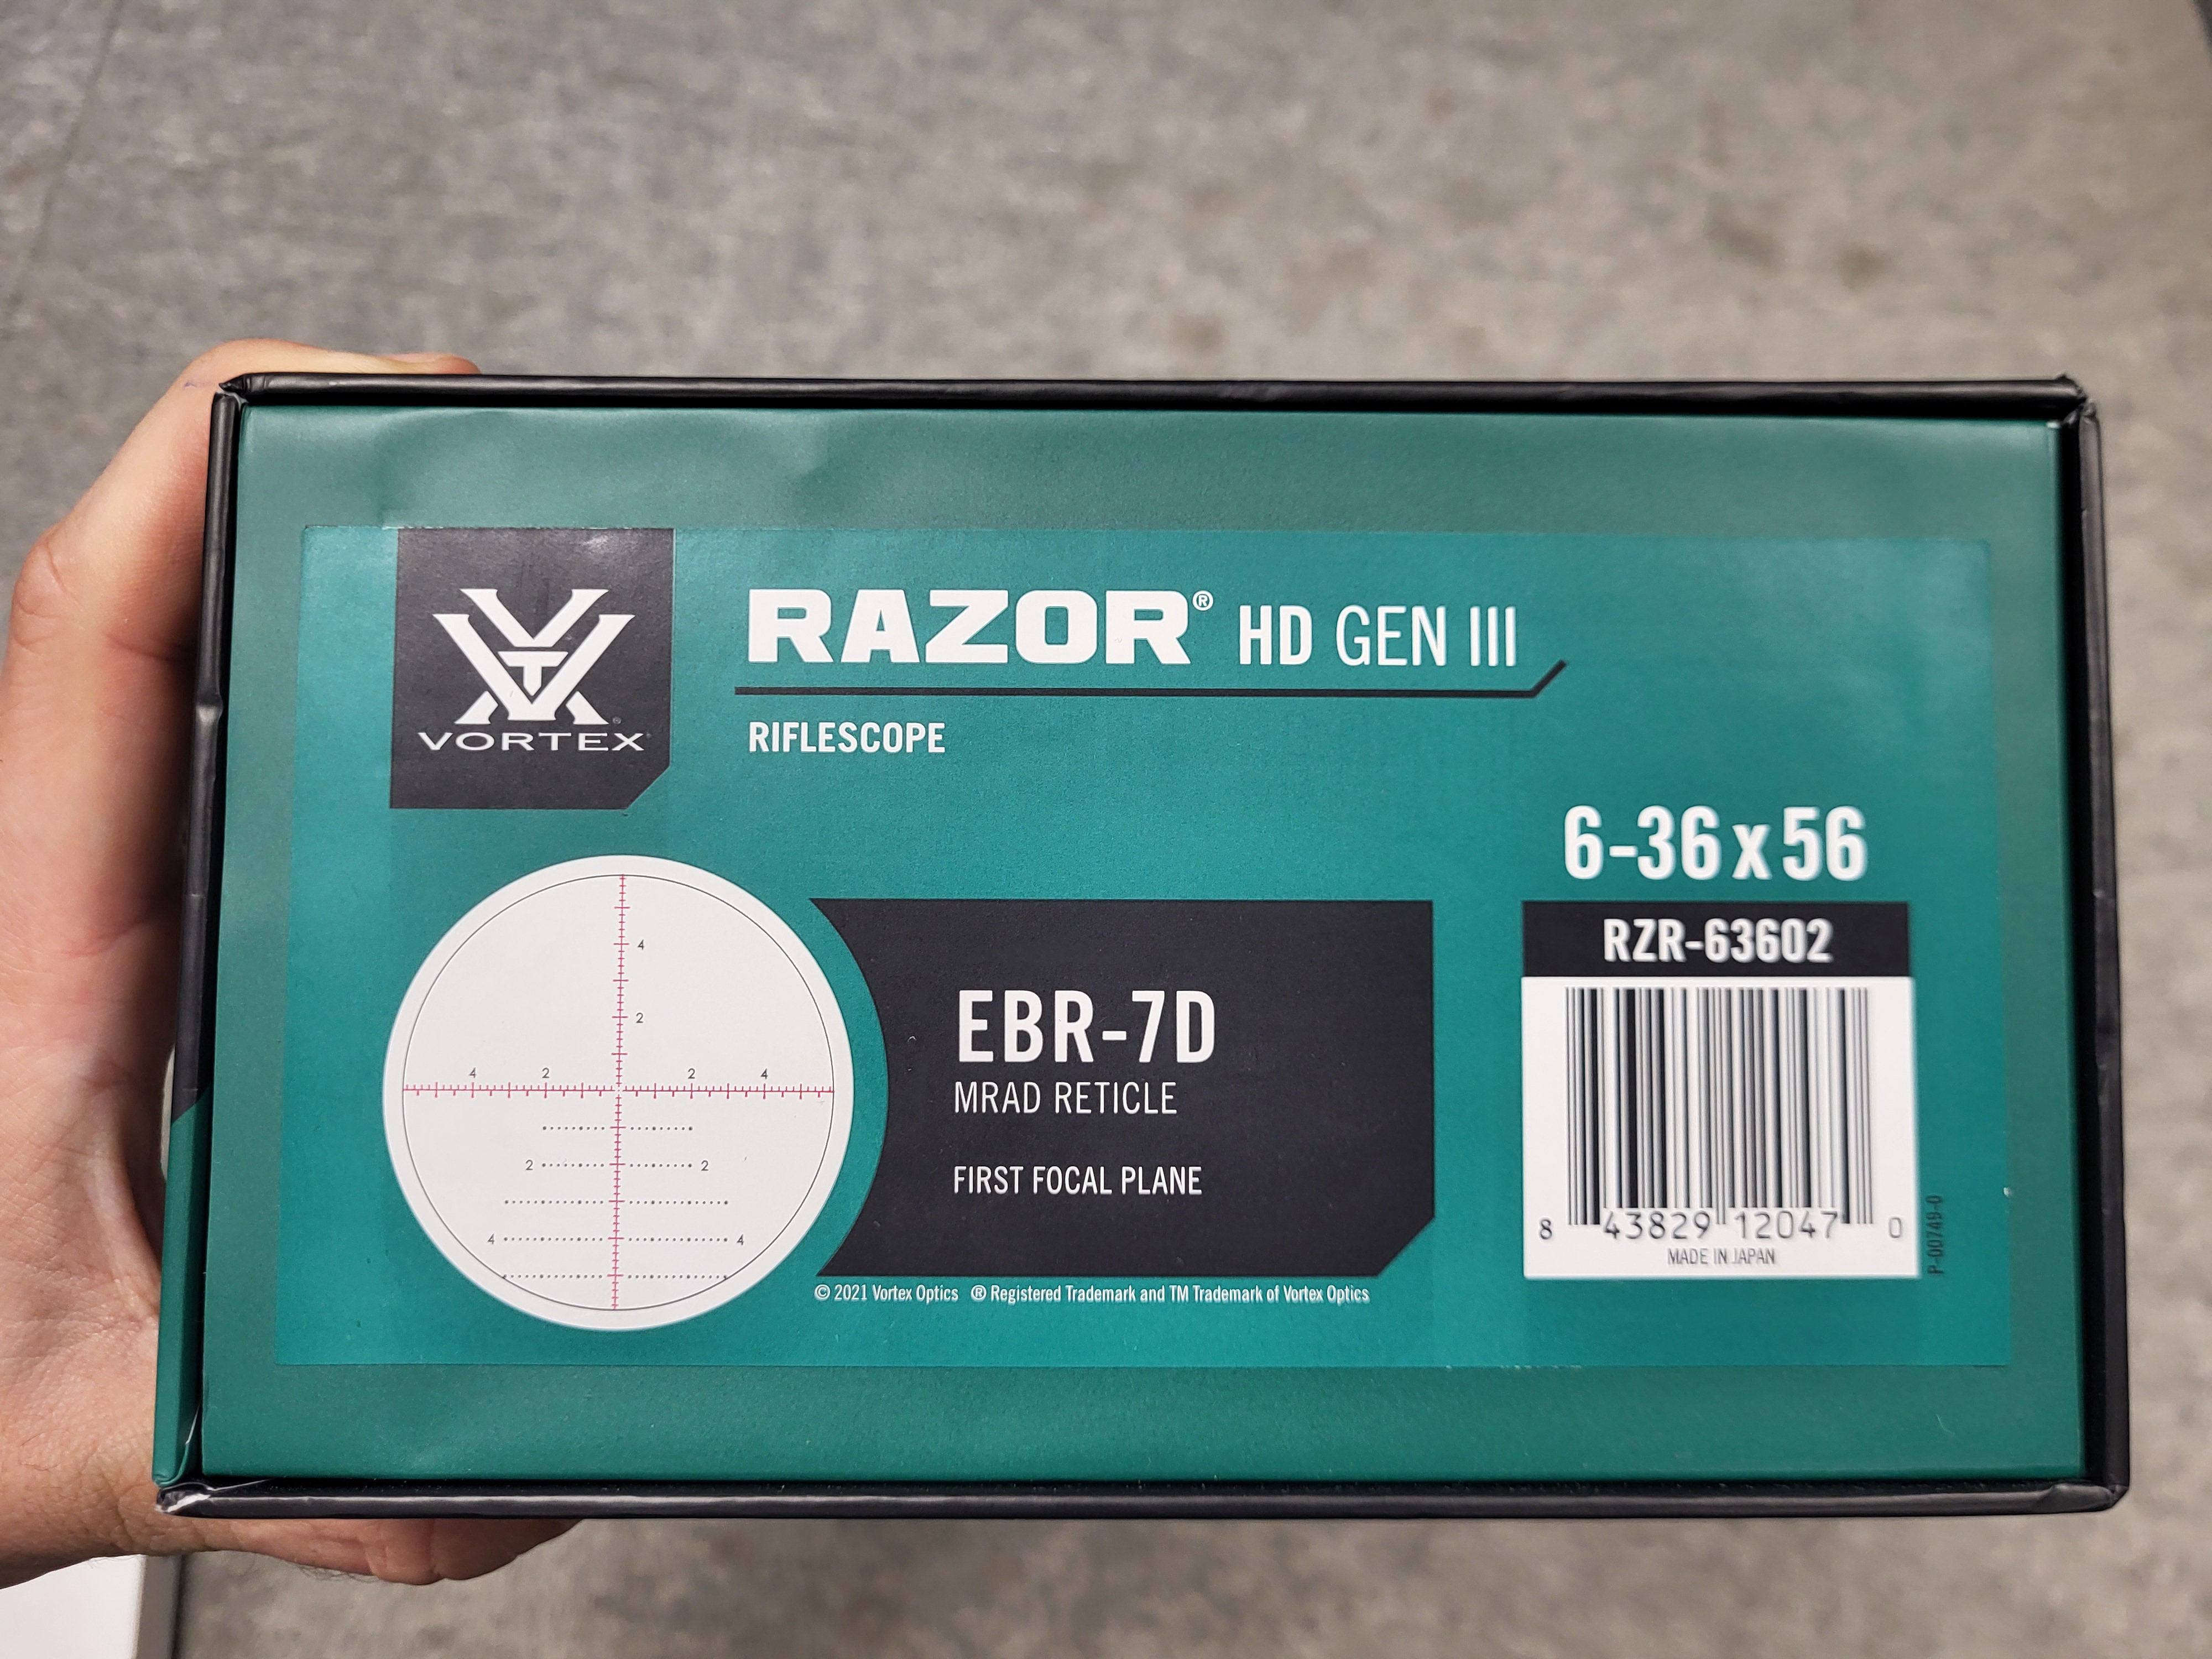 RAZOR® HD GEN III
VORTEX
RIFLESCOPE
6-36 x 56
RZR-63602
4
2
4 2 2 4
2 2
4 4
EBR-7D
MRAD RETICLE
FIRST FOCAL PLANE
8 43829 12047 0
MADE IN JAPAN
P-00749-0
© 2021 Vortex Optics ® Registered Trademark and TM Trademark of Vortex Optics